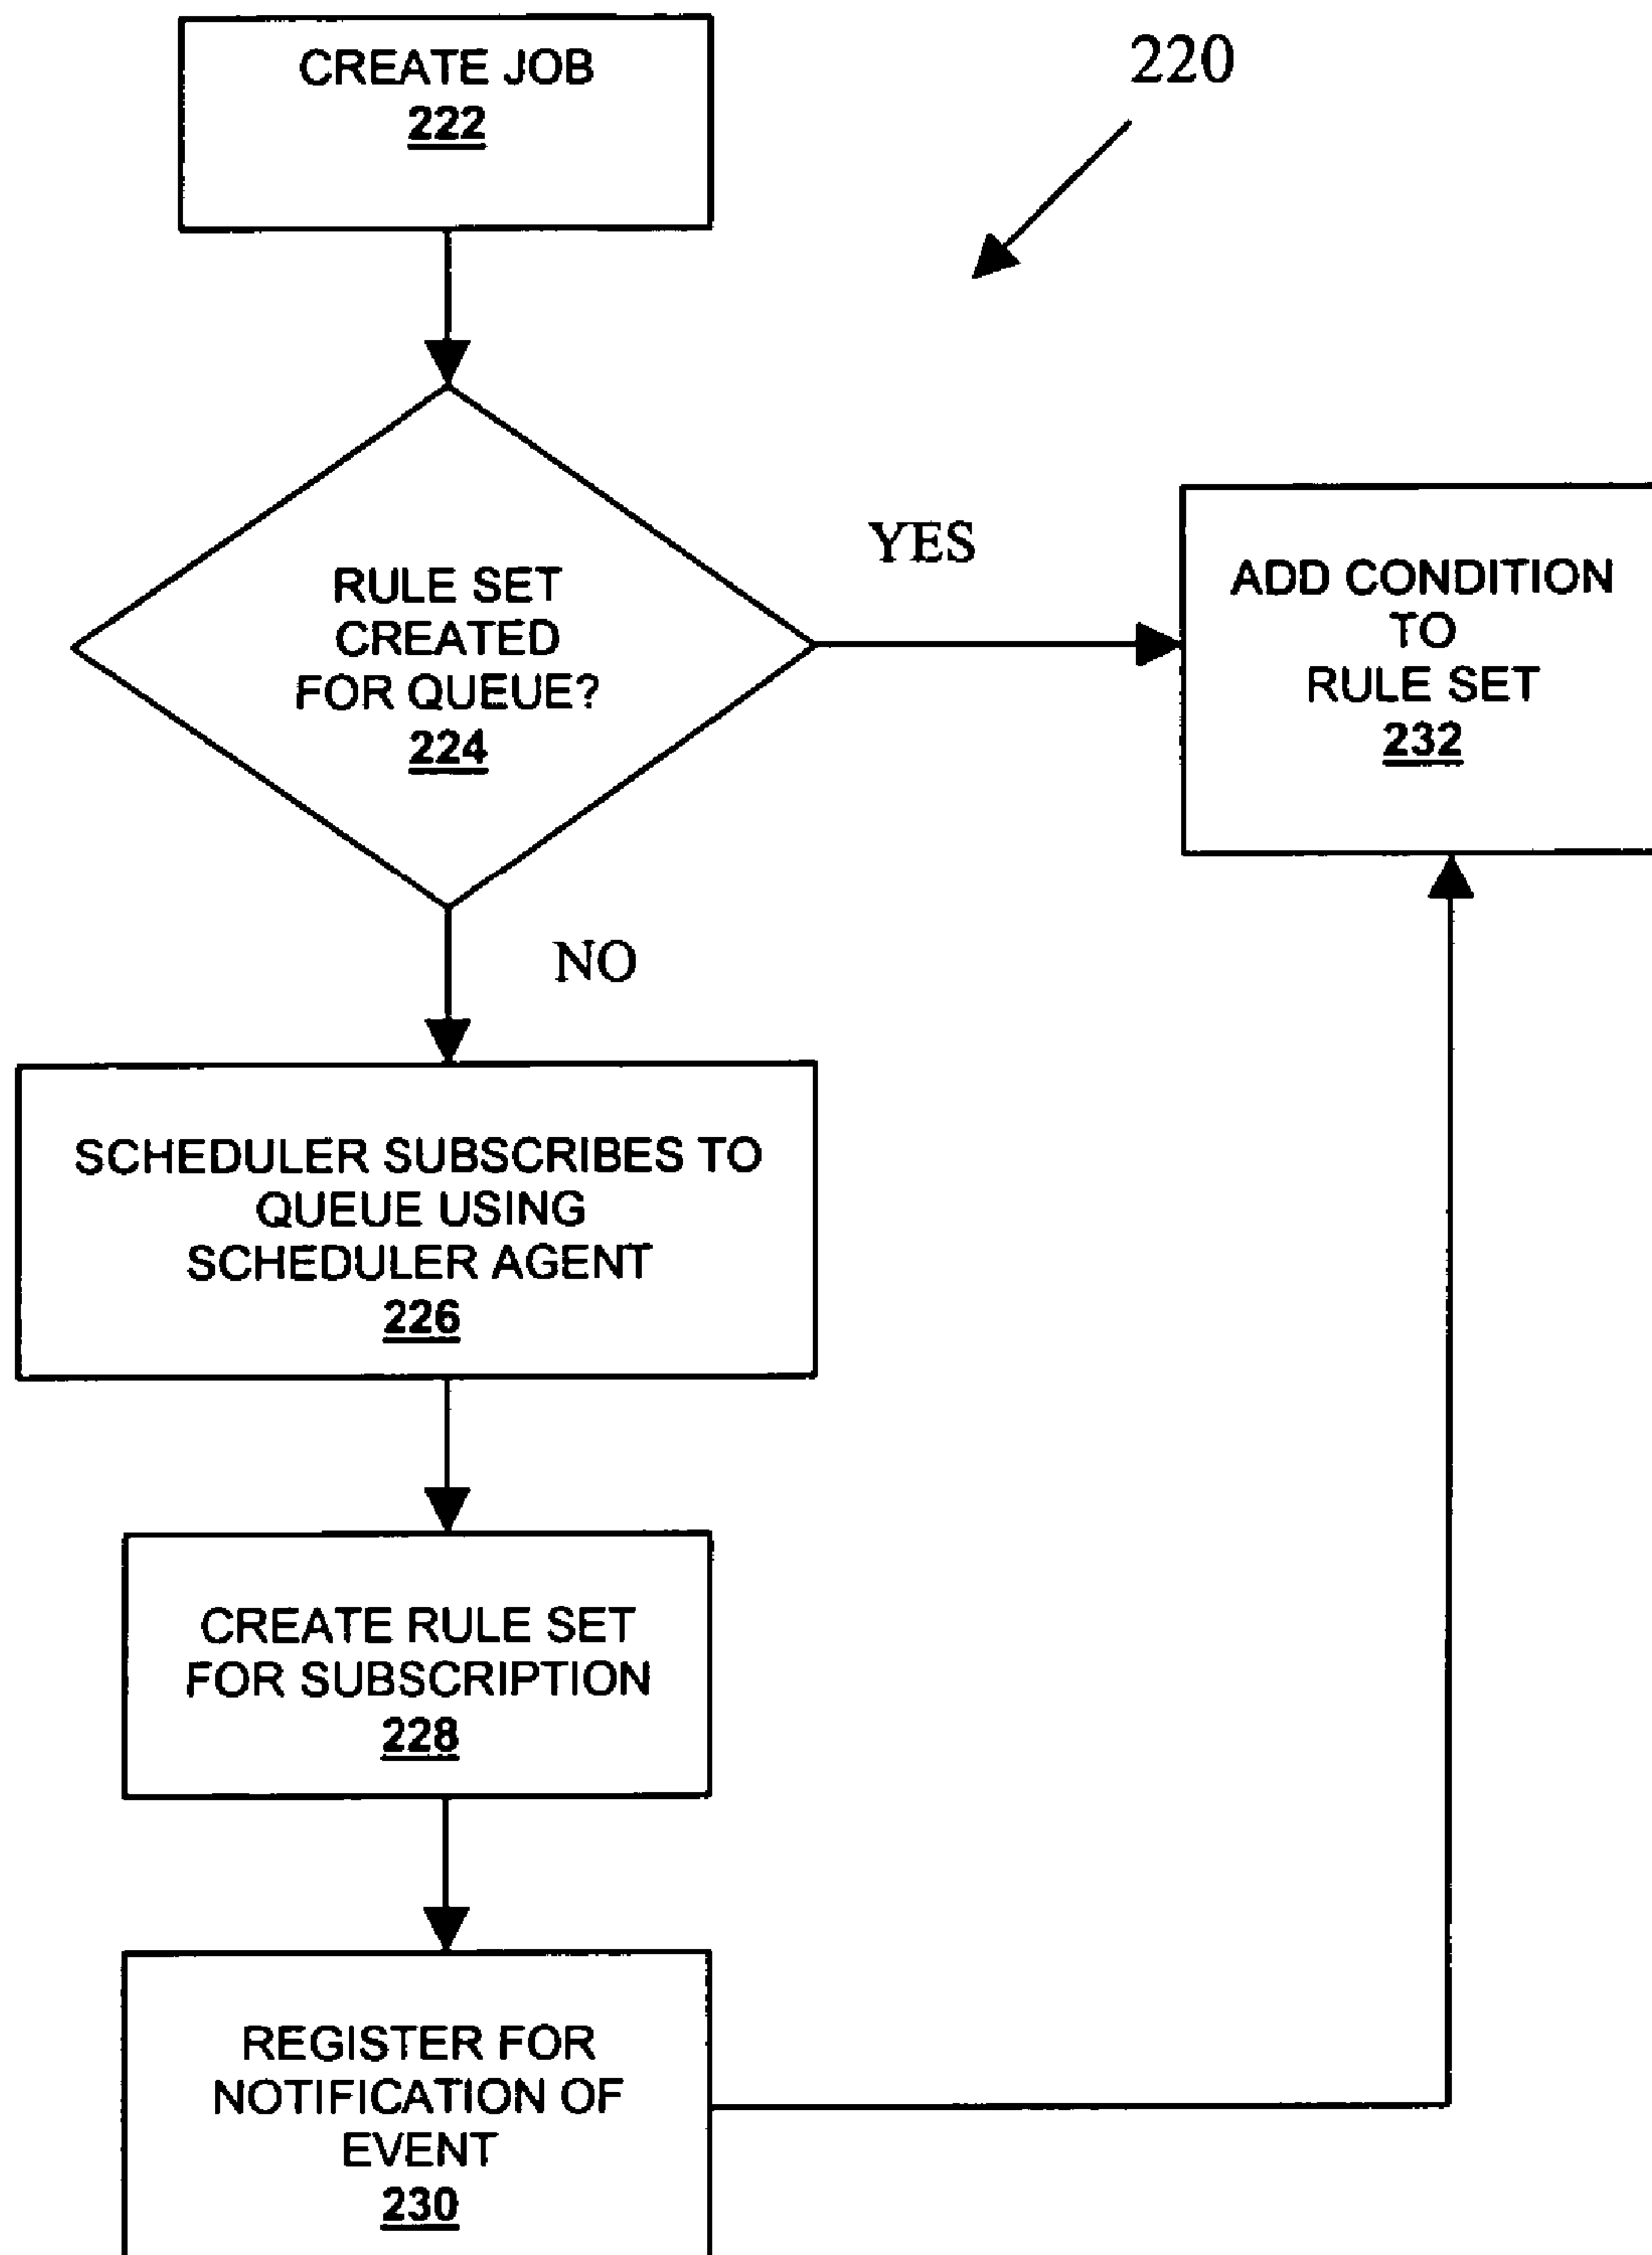 CREATE JOB
222
220
RULE SET
CREATED
FOR QUEUE?
224
YES
ADD CONDITION
TO
RULE SET
232
NO
SCHEDULER SUBSCRIBES TO
QUEUE USING
SCHEDULER AGENT
226
CREATE RULE SET
FOR SUBSCRIPTION
228
REGISTER FOR
NOTIFICATION OF
EVENT
230